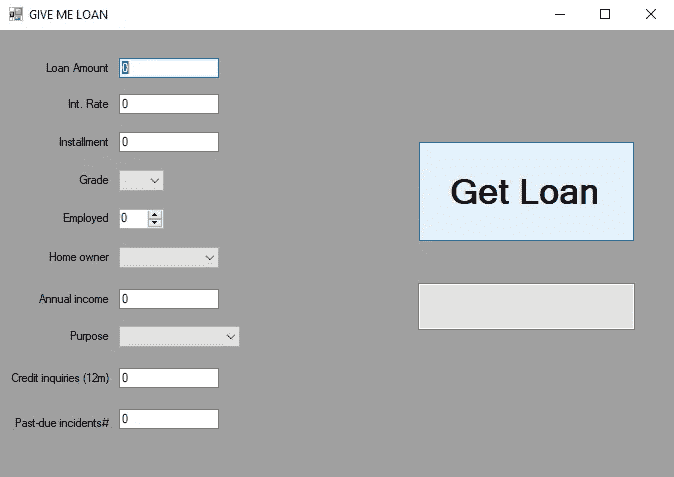 GIVE ME LOAN
Loan Amount 0
Int. Rate 0
Installment 0
Grade
Employed 0
Home owner
Annual income 0
Purpose
Credit inquiries (12m) 0
Past-due incidents# 0
Get Loan